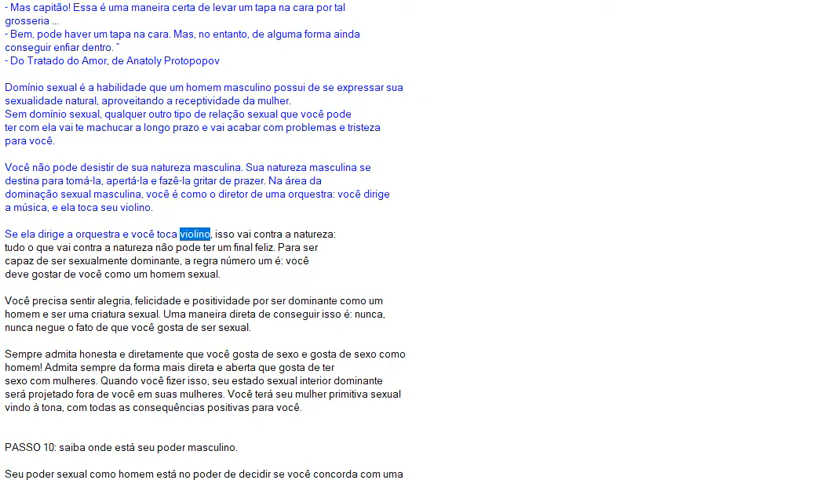 - Mas capitão! Essa é uma maneira certa de levar um tapa na cara por tal
grosseria ...
- Bem, pode haver um tapa na cara. Mas, no entanto, de alguma forma ainda
conseguir enfiar dentro. "
- Do Tratado do Amor, de Anatoly Protopopov
Domínio sexual é a habilidade que um homem masculino possui de se expressar sua
sexualidade natural, aproveitando a receptividade da mulher.
Sem domínio sexual, qualquer outro tipo de relação sexual que você pode
ter com ela vai te machucar a longo prazo e vai acabar com problemas e tristeza
para você.
Você não pode desistir de sua natureza masculina. Sua natureza masculina se
destina para tomá-la, apertá-la e fazê-la gritar de prazer. Na área da
dominação sexual masculina, você é como o diretor de uma orquestra: você dirige
a música, e ela toca seu violino.
Se ela dirige a orquestra e você toca violino, isso vai contra a natureza:
tudo o que vai contra a natureza não pode ter um final feliz. Para ser
capaz de ser sexualmente dominante, a regra número um é: você
deve gostar de você como um homem sexual.
Você precisa sentir alegria, felicidade e positividade por ser dominante como um
homem e ser uma criatura sexual. Uma maneira direta de conseguir isso é: nunca,
nunca negue o fato de que você gosta de ser sexual.
Sempre admita honesta e diretamente que você gosta de sexo e gosta de sexo como
homem! Admita sempre da forma mais direta e aberta que gosta de ter
sexo com mulheres. Quando você fizer isso, seu estado sexual interior dominante
será projetado fora de você em suas mulheres. Você terá seu mulher primitiva sexual
vindo à tona, com todas as consequências positivas para você.
PASSO 10: saiba onde está seu poder masculino.
Seu poder sexual como homem está no poder de decidir se você concorda com uma